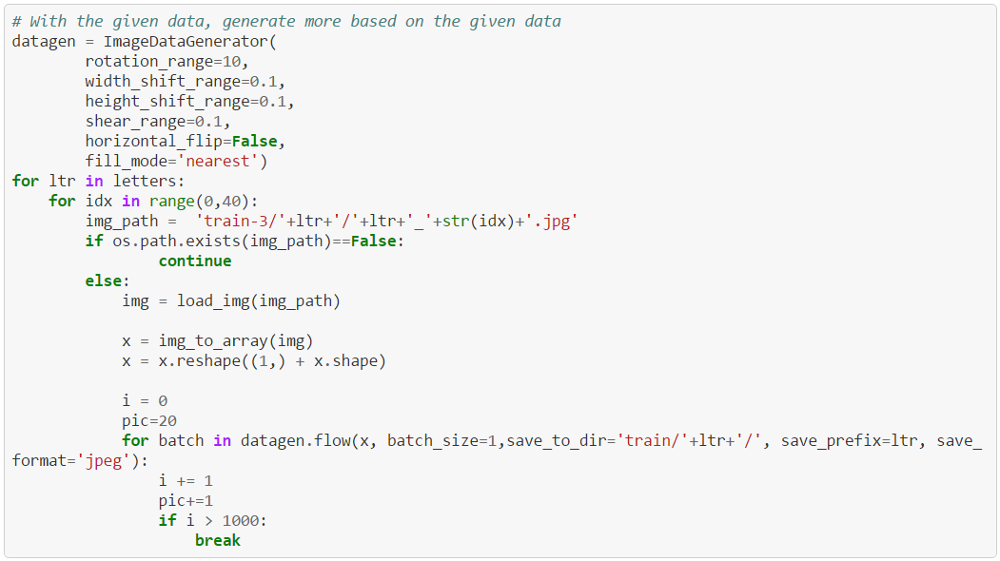 # With the given data, generate more based on the given data
datagen = ImageDataGenerator(
        rotation_range=10,
        width_shift_range=0.1,
        height_shift_range=0.1,
        shear_range=0.1,
        horizontal_flip=False,
        fill_mode='nearest')
for ltr in letters:
    for idx in range(0,40):
        img_path =  'train-3/'+ltr+'/'+ltr+'_'+str(idx)+'.jpg'
        if os.path.exists(img_path)==False:
                continue
        else:
            img = load_img(img_path)

            x = img_to_array(img)
            x = x.reshape((1,) + x.shape)

            i = 0
            pic=20
            for batch in datagen.flow(x, batch_size=1,save_to_dir='train/'+ltr+'/', save_prefix=ltr, save_
format='jpeg'):
                i += 1
                pic+=1
                if i > 1000:
                    break